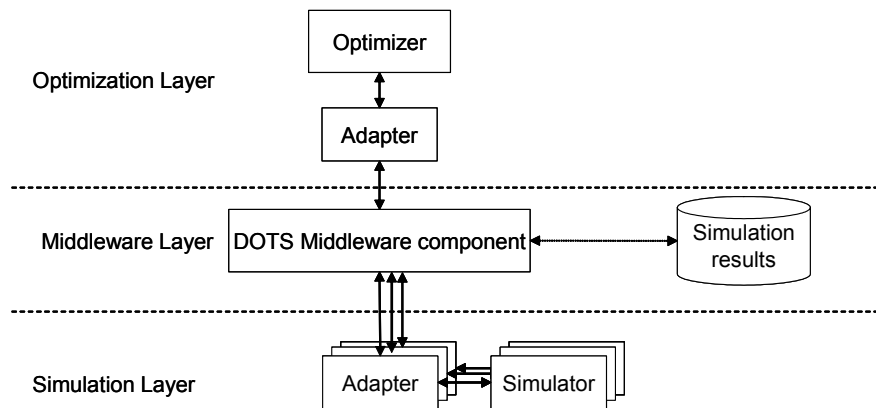 Optimizer
Optimization Layer
Adapter
Middleware Layer
DOTS Middleware component
Simulation
results
Simulation Layer
Adapter
Simulator